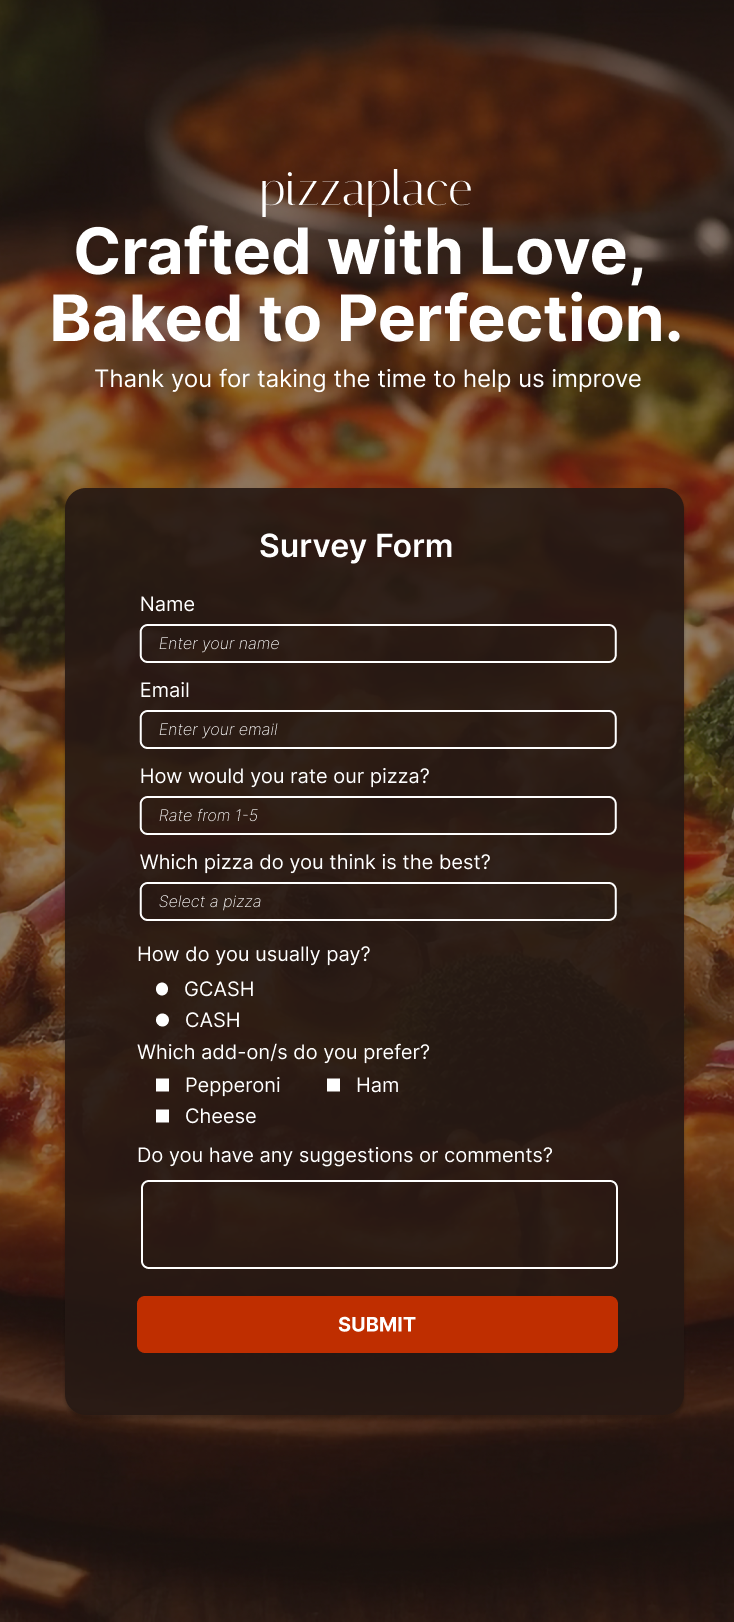 pizzaplace
Crafted with Love,
Baked to Perfection.
Thank you for taking the time to help us improve
Survey Form
Name
Enter your name
Email
Enter your email
How would you rate our pizza?
Rate from 1-5
Which pizza do you think is the best?
Select a pizza
How do you usually pay?
GCASH
CASH
Which add-on/s do you prefer?
Pepperoni Ham
Cheese
Do you have any suggestions or comments?
SUBMIT